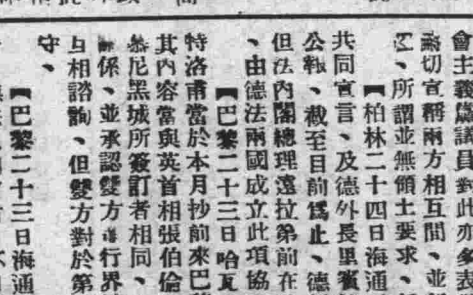 會主義協議員對此亦多表
切宣稱兩方相互間、並
、所謂並無領土要求、
【柏林二十四日海通
共同宣言、及德外長里賓
公報、截至目前爲止、德
但法內閣總理達拉第前在
、由德法兩國成立此項協
【巴黎二十三日哈瓦
特洛甫當於本月抄前來巴
其內容當與英首相張伯倫
慕尼黑城所簽訂者相同、
係、並承認雙方現行界
互相諮詢、但雙方對於第
守、
【巴黎二十三日海通